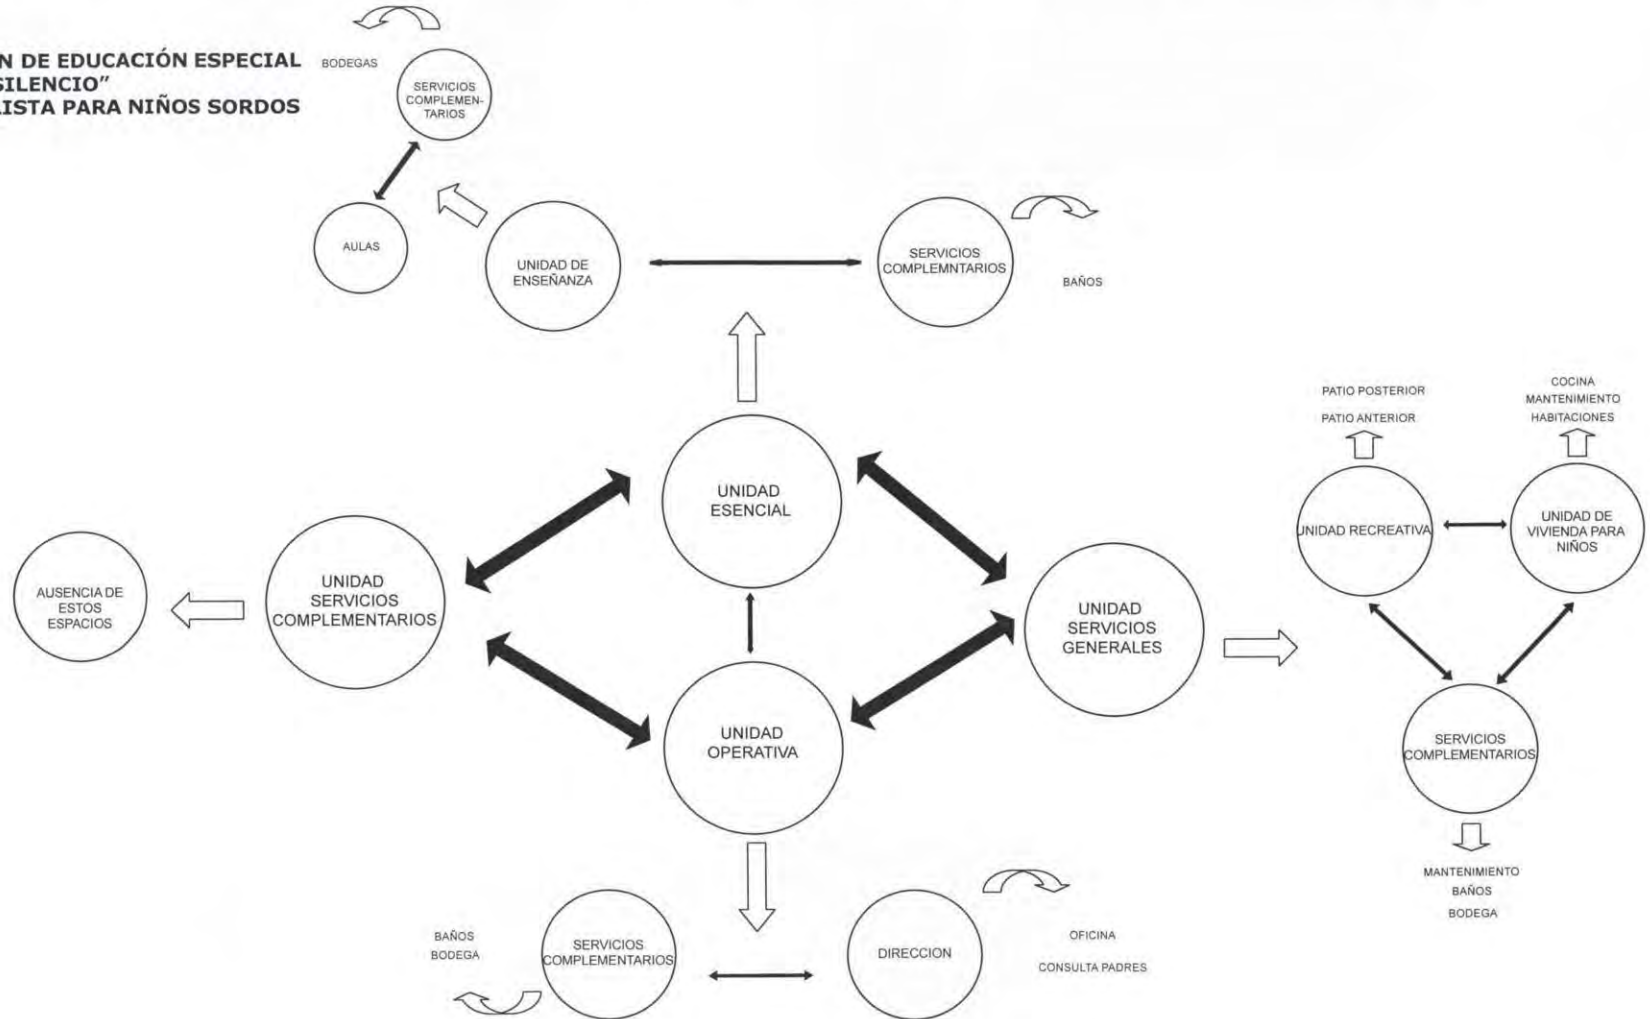 N DE EDUCACIÓN ESPECIAL
SILENCIO"
ISTA PARA NIÑOS SORDOS
BODEGAS
SERVICIOS
COMPLEMEN-
TARIOS
AULAS
UNIDAD DE
ENSEÑANZA
SERVICIOS
COMPLEMNTARIOS
BAÑOS
UNIDAD
ESENCIAL
PATIO POSTERIOR
PATIO ANTERIOR
COCINA
MANTENIMIENTO
HABITACIONES
UNIDAD RECREATIVA
UNIDAD DE
VIVIENDA PARA
NIÑOS
AUSENCIA DE
ESTOS
ESPACIOS
UNIDAD
SERVICIOS
COMPLEMENTARIOS
UNIDAD
SERVICIOS
GENERALES
UNIDAD
OPERATIVA
SERVICIOS
COMPLEMENTARIOS
MANTENIMIENTO
BAÑOS
BODEGA
BAÑOS
BODEGA
SERVICIOS
COMPLEMENTARIOS
DIRECCION
OFICINA
CONSULTA PADRES